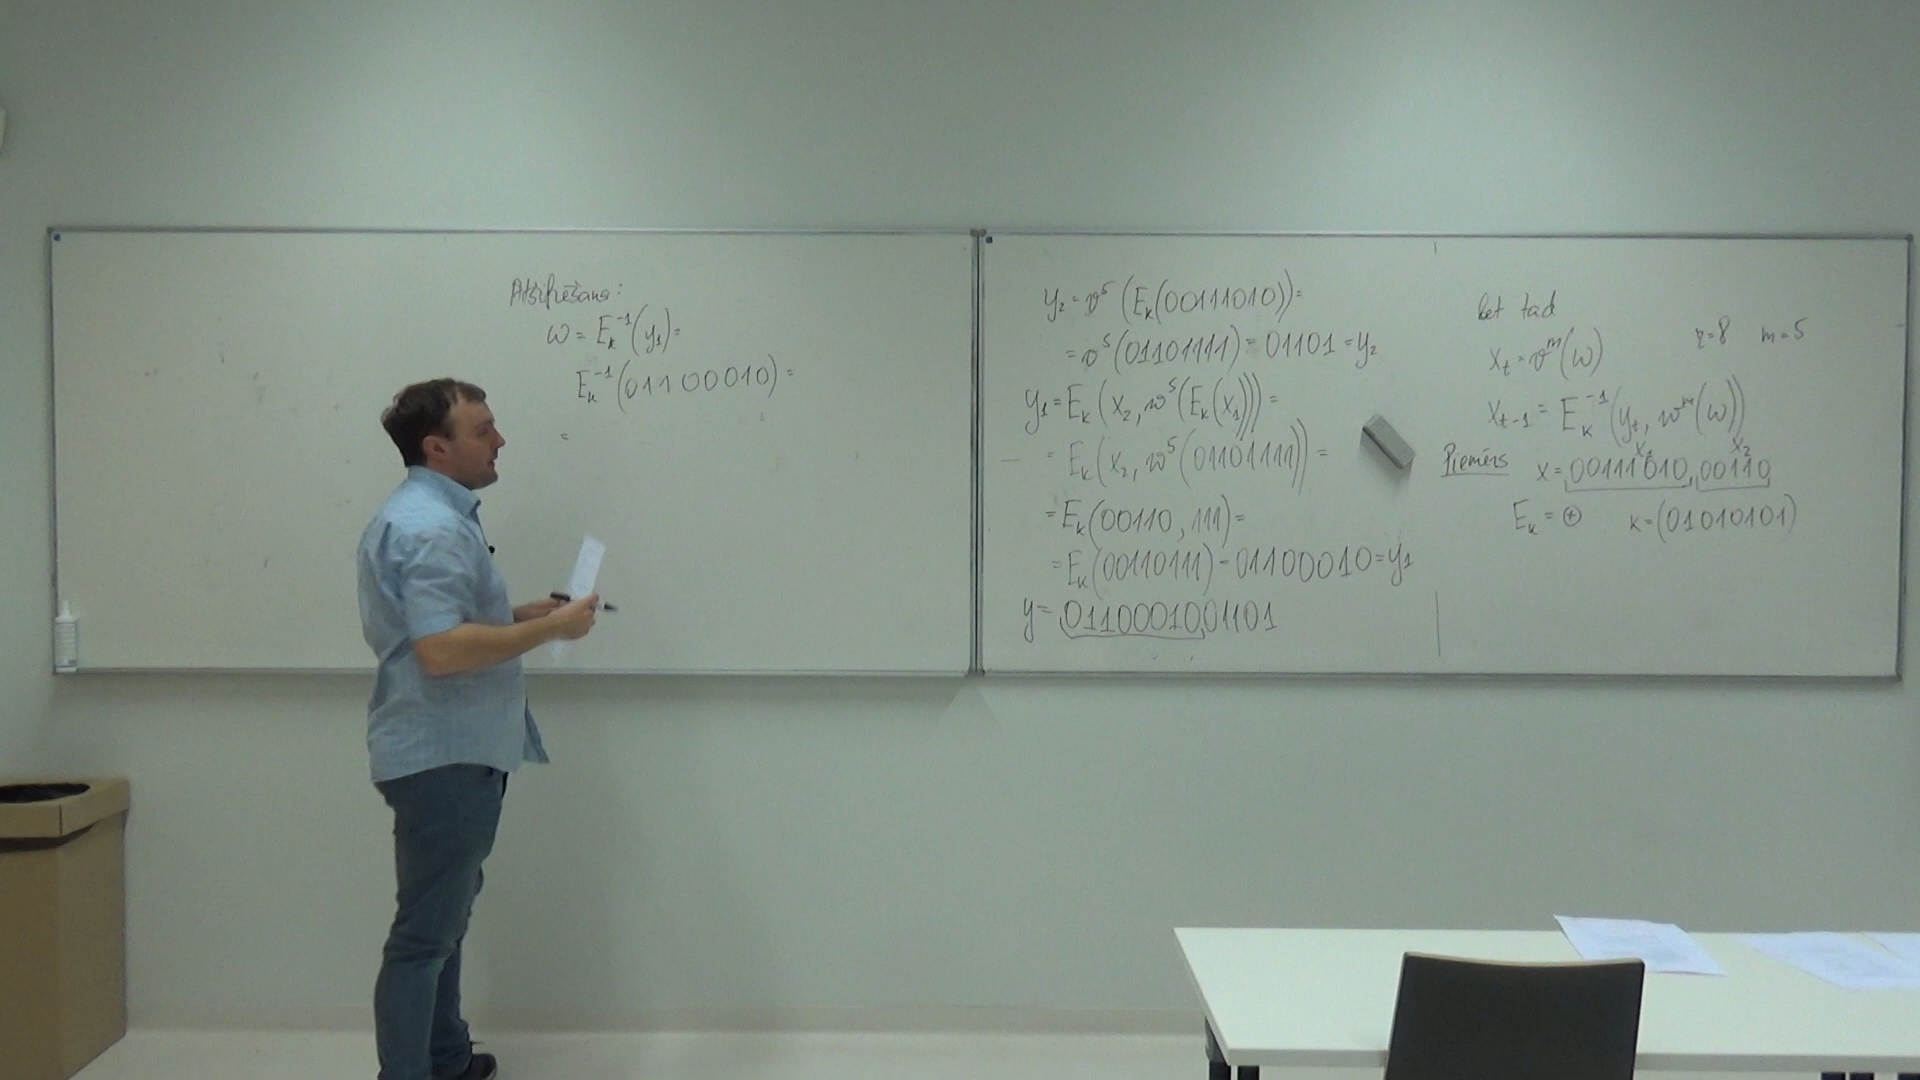 Atšifrēšana:
ω = E_k^{-1}(y_1) =
E_k^{-1}(01100010) =
=
y_2 = v^5(E_k(00111010)) =
= v^5(01101111) = 01101 = y_2
y_1 = E_k(x_2, w^5(E_k(x_1))) =
= E_k(x_2, w^5(01101111)) =
= E_k(00110, 111) =
= E_k(00110111) = 01100010 = y_1
y = 01100010,01101
bet tad
r=8 m=5
x_t = v^m(ω)
x_{t-1} = E_k^{-1}(y_t, w^m(ω))
x_1 x_2
Piemērs x = 00111010,00110
E_k = ⊕ k=(01010101)